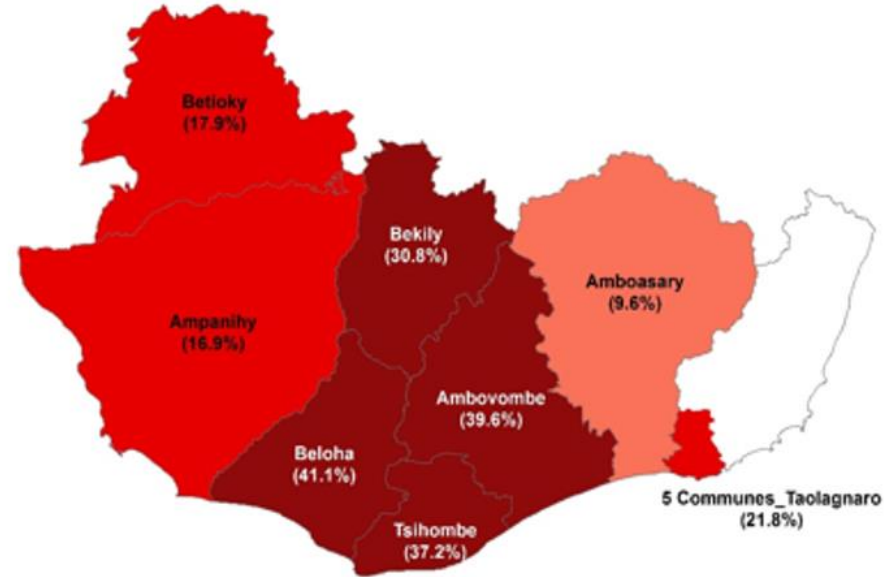 Betioky
(17.9%)
Bekily
(30.8%)
Amboasary
(9.6%)
Ampanihy
(16.9%)
Ambovombe
(39.6%)
Beloha
(41.1%)
5 Communes_Taolagnaro
(21.8%)
Tsihombe
(37.2%)